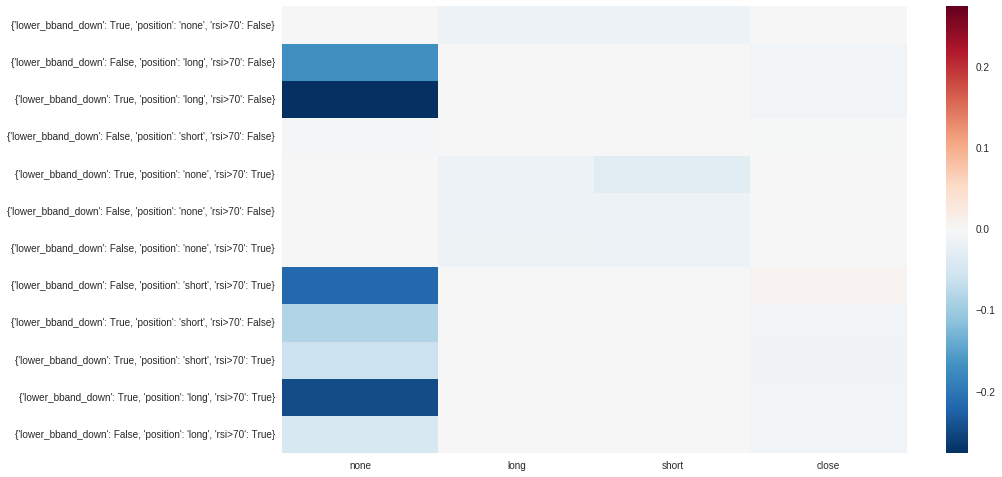 {'lower_bband_down': True, 'position': 'none', 'rsi>70': False}
{'lower_bband_down': False, 'position': 'long', 'rsi>70': False}
{'lower_bband_down': True, 'position': 'long', 'rsi>70': False}
{'lower_bband_down': False, 'position': 'short', 'rsi>70': False}
{'lower_bband_down': True, 'position': 'none', 'rsi>70': True}
{'lower_bband_down': False, 'position': 'none', 'rsi>70': False}
{'lower_bband_down': False, 'position': 'none', 'rsi>70': True}
{'lower_bband_down': False, 'position': 'short', 'rsi>70': True}
{'lower_bband_down': True, 'position': 'short', 'rsi>70': False}
{'lower_bband_down': True, 'position': 'short', 'rsi>70': True}
{'lower_bband_down': True, 'position': 'long', 'rsi>70': True}
{'lower_bband_down': False, 'position': 'long', 'rsi>70': True}
none long short close
0.2
0.1
0.0
−0.1
−0.2